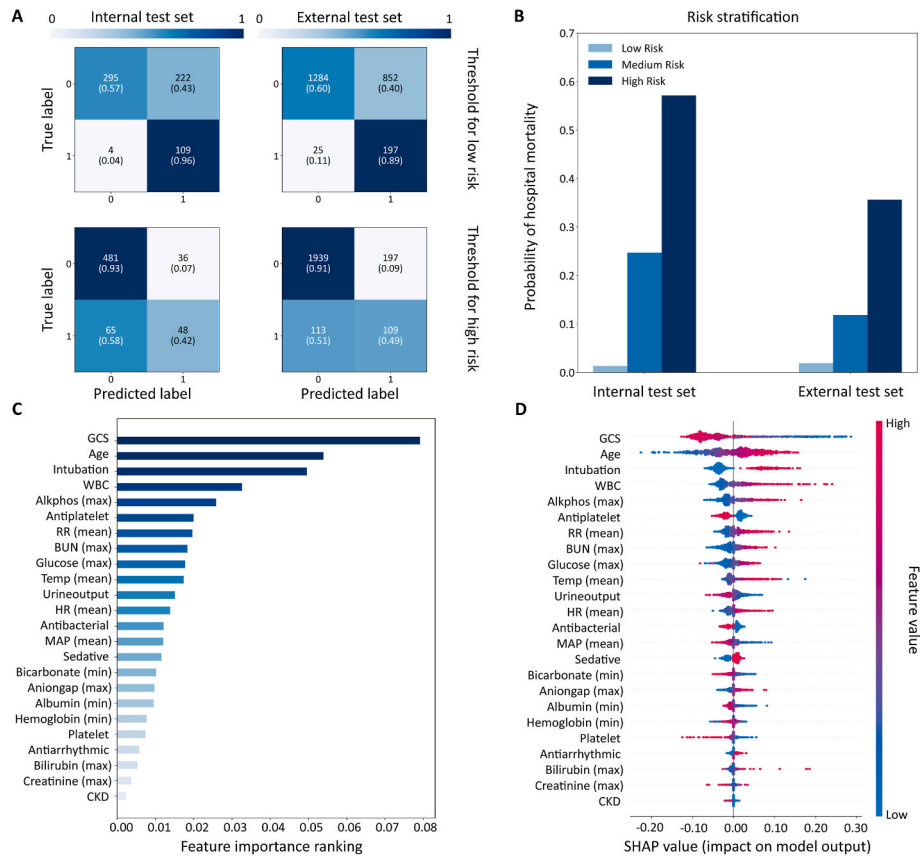 A
0
Internal test set
1
0
External test set
1
True label
0
1
295
(0.57)
222
(0.43)
4
(0.04)
109
(0.96)
0
1
0
1
1284
(0.60)
852
(0.40)
25
(0.11)
197
(0.89)
0
1
Threshold for low risk
True label
0
1
481
(0.93)
36
(0.07)
65
(0.58)
48
(0.42)
0
1
Predicted label
0
1
1939
(0.91)
197
(0.09)
113
(0.51)
109
(0.49)
0
1
Predicted label
Threshold for high risk
B
Risk stratification
Probability of hospital mortality
0.7
0.6
0.5
0.4
0.3
0.2
0.1
0.0
Low Risk
Medium Risk
High Risk
Internal test set
External test set
C
GCS
Age
Intubation
WBC
Alkphos (max)
Antiplatelet
RR (mean)
BUN (max)
Glucose (max)
Temp (mean)
Urineoutput
HR (mean)
Antibacterial
MAP (mean)
Sedative
Bicarbonate (min)
Aniongap (max)
Albumin (min)
Hemoglobin (min)
Platelet
Antiarrhythmic
Bilirubin (max)
Creatinine (max)
CKD
0.00 0.01 0.02 0.03 0.04 0.05 0.06 0.07 0.08
Feature importance ranking
D
GCS
Age
Intubation
WBC
Alkphos (max)
Antiplatelet
RR (mean)
BUN (max)
Glucose (max)
Temp (mean)
Urineoutput
HR (mean)
Antibacterial
MAP (mean)
Sedative
Bicarbonate (min)
Aniongap (max)
Albumin (min)
Hemoglobin (min)
Platelet
Antiarrhythmic
Bilirubin (max)
Creatinine (max)
CKD
-0.20 -0.10 0.00 0.10 0.20 0.30
SHAP value (impact on model output)
High
Feature value
Low